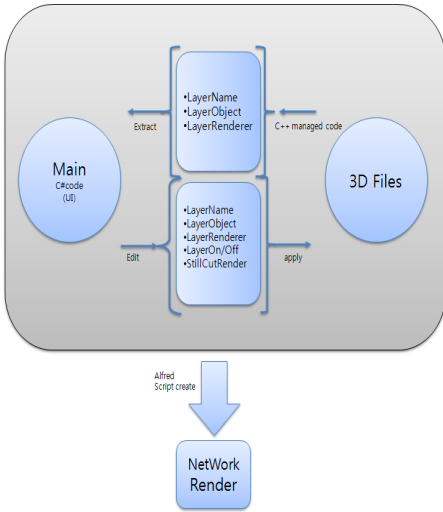 •LayerName
•LayerObject
•LayerRenderer
Extract
C++ managed code
Main
C#code
(UI)
3D Files
•LayerName
•LayerObject
•LayerRenderer
•LayerOn/Off
•StillCutRender
Edit
apply
Alfred
Script create
NetWork
Render